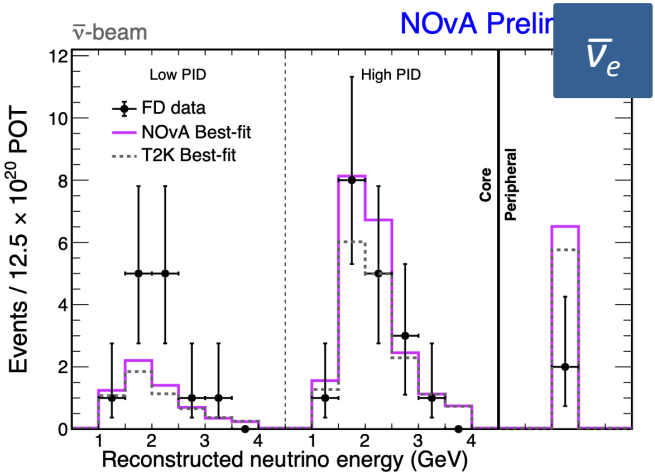 ν̄-beam
NOvA Prelim
ν̄e
12
10
8
6
4
2
0
Events / 12.5 × 10²⁰ POT
Low PID
High PID
FD data
NOvA Best-fit
T2K Best-fit
Core
Peripheral
1 2 3 4 1 2 3 4
Reconstructed neutrino energy (GeV)